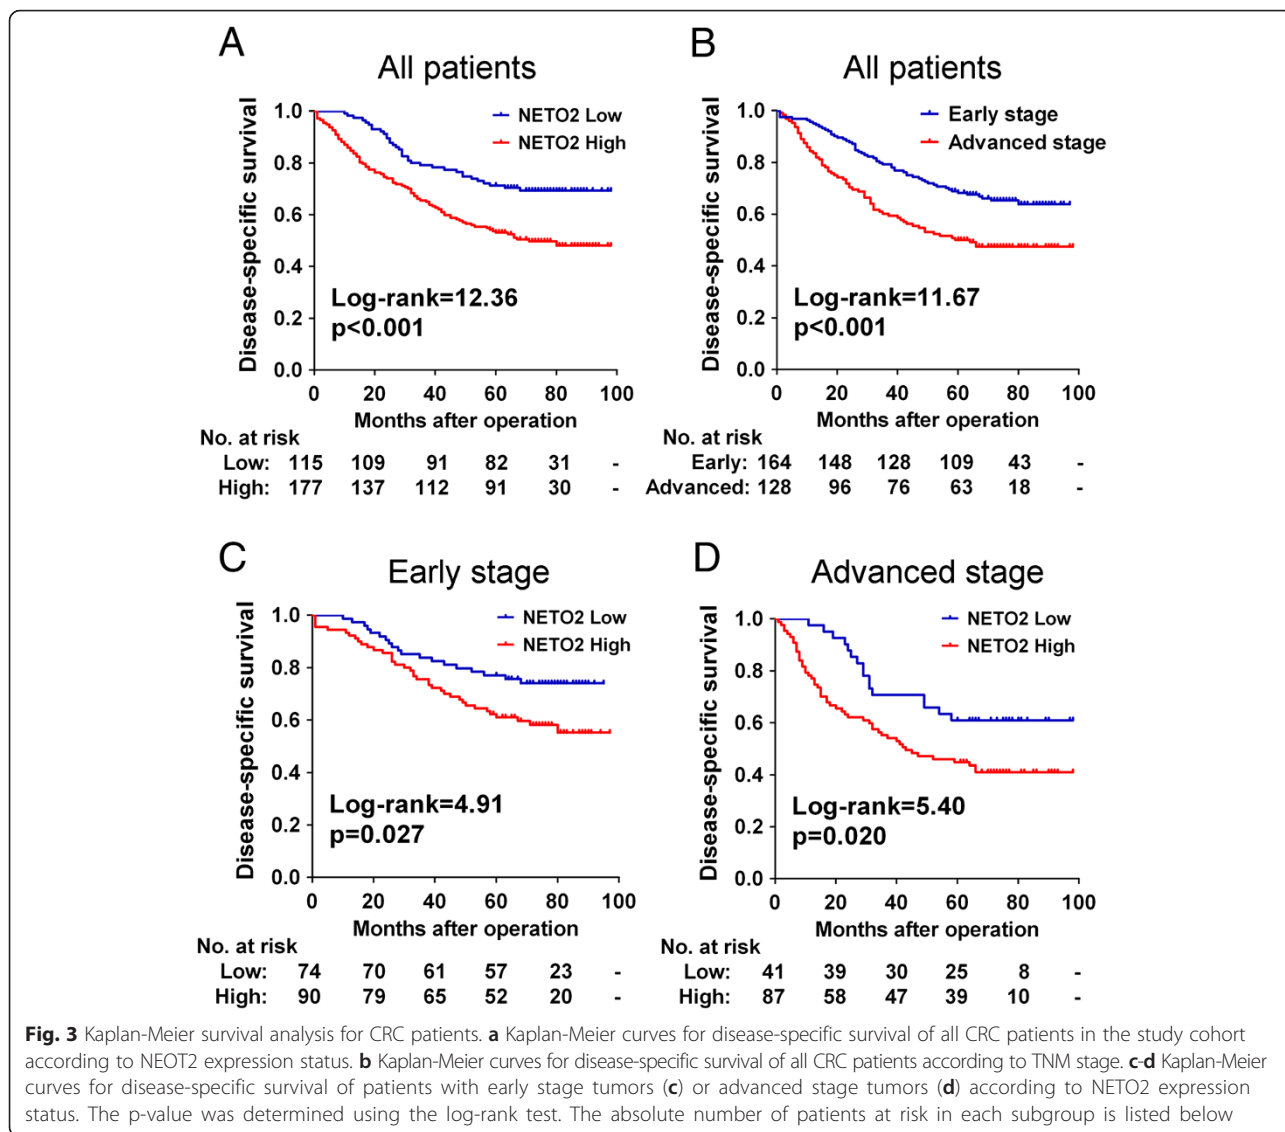 A
All patients
Disease-specific survival
1.0
0.8
0.6
0.4
0.2
0.0
NETO2 Low
NETO2 High
Log-rank=12.36
p<0.001
0 20 40 60 80 100
Months after operation
No. at risk
Low: 115 109 91 82 31 -
High: 177 137 112 91 30 -
B
All patients
Disease-specific survival
1.0
0.8
0.6
0.4
0.2
0.0
Early stage
Advanced stage
Log-rank=11.67
p<0.001
0 20 40 60 80 100
Months after operation
No. at risk
Early: 164 148 128 109 43 -
Advanced: 128 96 76 63 18 -
C
Early stage
Disease-specific survival
1.0
0.8
0.6
0.4
0.2
0.0
NETO2 Low
NETO2 High
Log-rank=4.91
p=0.027
0 20 40 60 80 100
Months after operation
No. at risk
Low: 74 70 61 57 23 -
High: 90 79 65 52 20 -
D
Advanced stage
Disease-specific survival
1.0
0.8
0.6
0.4
0.2
0.0
NETO2 Low
NETO2 High
Log-rank=5.40
p=0.020
0 20 40 60 80 100
Months after operation
No. at risk
Low: 41 39 30 25 8 -
High: 87 58 47 39 10 -
Fig. 3 Kaplan-Meier survival analysis for CRC patients. a Kaplan-Meier curves for disease-specific survival of all CRC patients in the study cohort
according to NEOT2 expression status. b Kaplan-Meier curves for disease-specific survival of all CRC patients according to TNM stage. c-d Kaplan-Meier
curves for disease-specific survival of patients with early stage tumors (c) or advanced stage tumors (d) according to NETO2 expression
status. The p-value was determined using the log-rank test. The absolute number of patients at risk in each subgroup is listed below